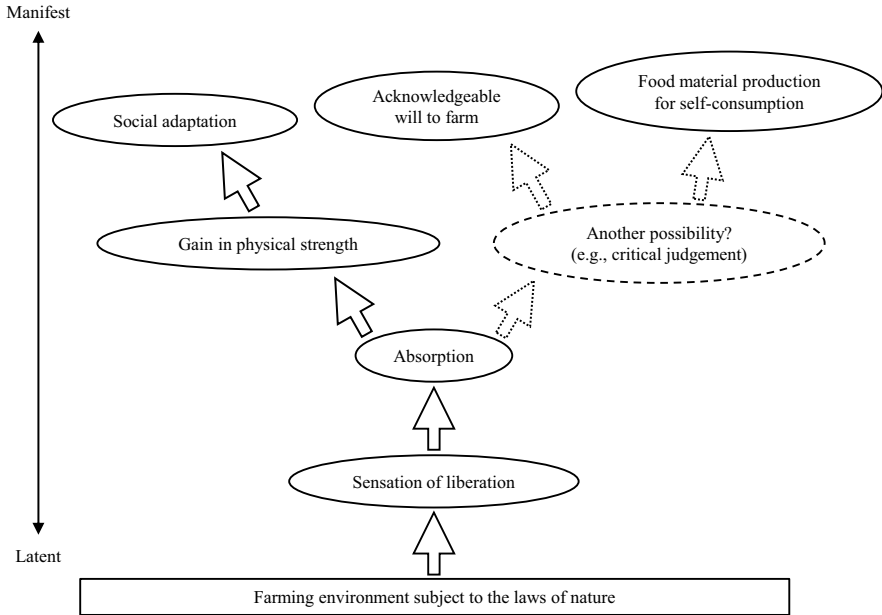 Manifest
Food material production
for self-consumption
Acknowledgeable
will to farm
Social adaptation
Another possibility?
(e.g., critical judgement)
Gain in physical strength
Absorption
Sensation of liberation
Latent
Farming environment subject to the laws of nature